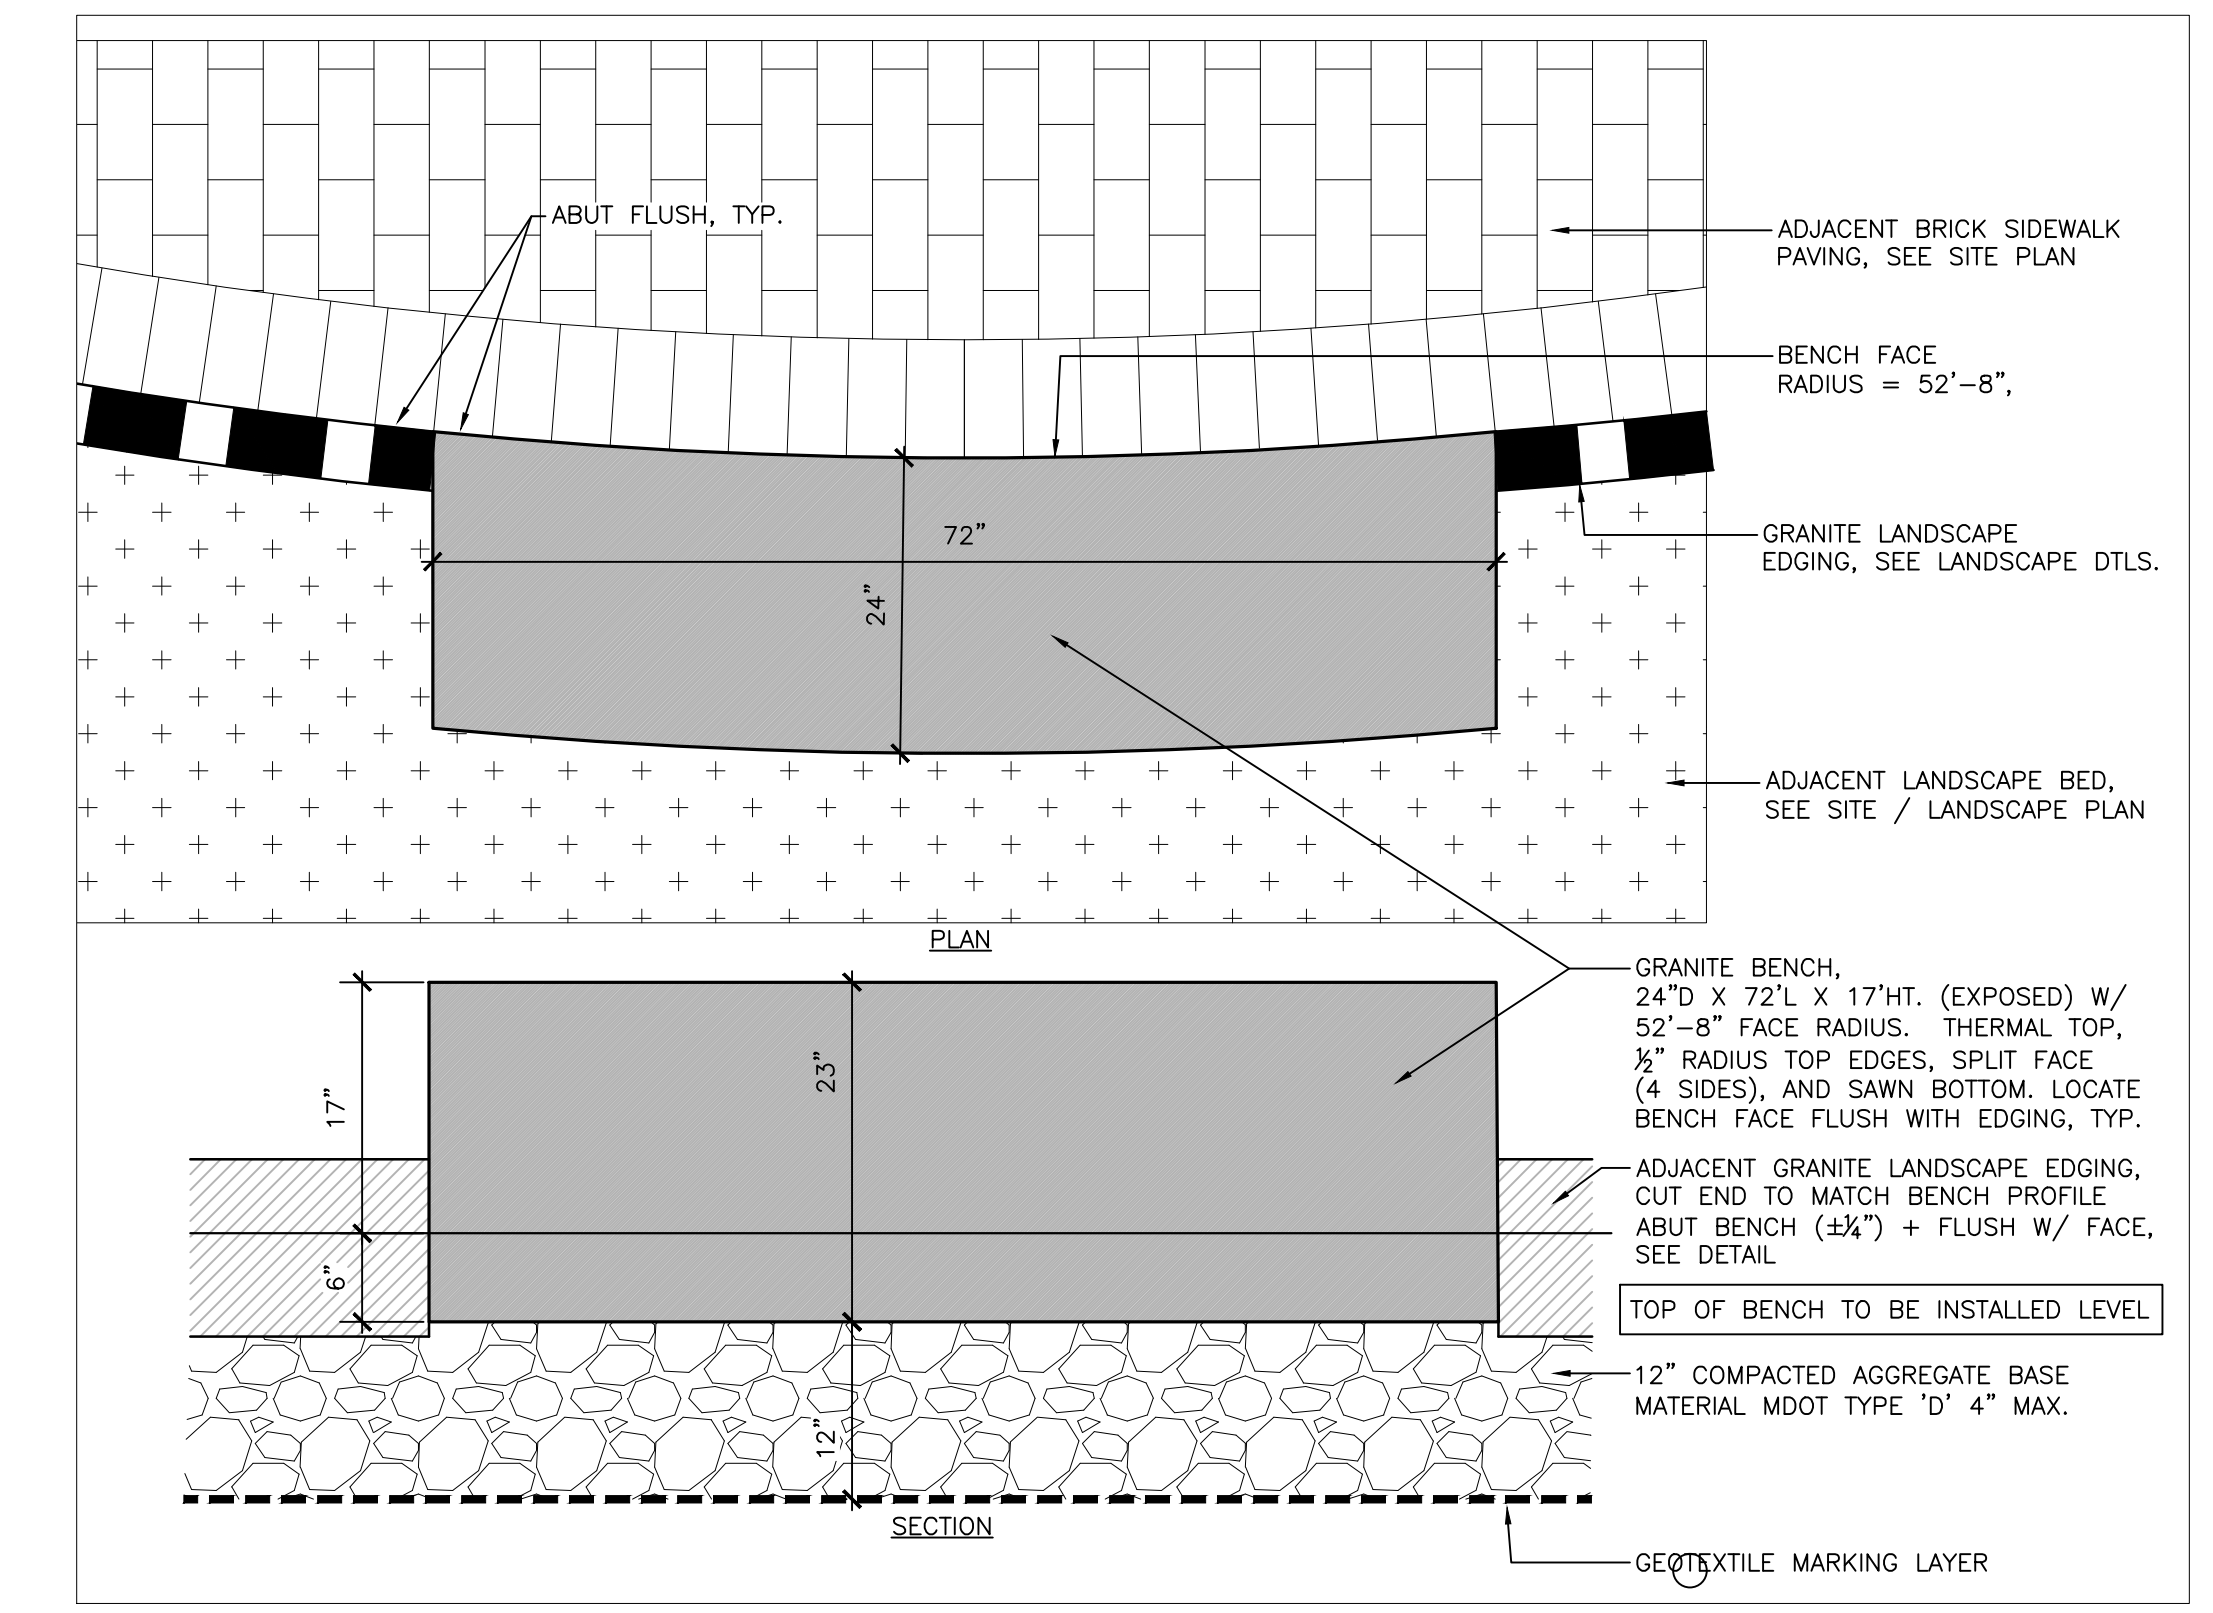 ABUT FLUSH, TYP.
ADJACENT BRICK SIDEWALK
PAVING, SEE SITE PLAN
BENCH FACE
RADIUS = 52'-8",
72"
24"
GRANITE LANDSCAPE
EDGING, SEE LANDSCAPE DTLS.
ADJACENT LANDSCAPE BED,
SEE SITE / LANDSCAPE PLAN
PLAN
GRANITE BENCH,
24"D X 72'L X 17'HT. (EXPOSED) W/
52'-8" FACE RADIUS. THERMAL TOP,
½" RADIUS TOP EDGES, SPLIT FACE
(4 SIDES), AND SAWN BOTTOM. LOCATE
BENCH FACE FLUSH WITH EDGING, TYP.
17"
23"
6"
12"
ADJACENT GRANITE LANDSCAPE EDGING,
CUT END TO MATCH BENCH PROFILE
ABUT BENCH (±¼") + FLUSH W/ FACE,
SEE DETAIL
TOP OF BENCH TO BE INSTALLED LEVEL
12" COMPACTED AGGREGATE BASE
MATERIAL MDOT TYPE 'D' 4" MAX.
SECTION
GEOTEXTILE MARKING LAYER